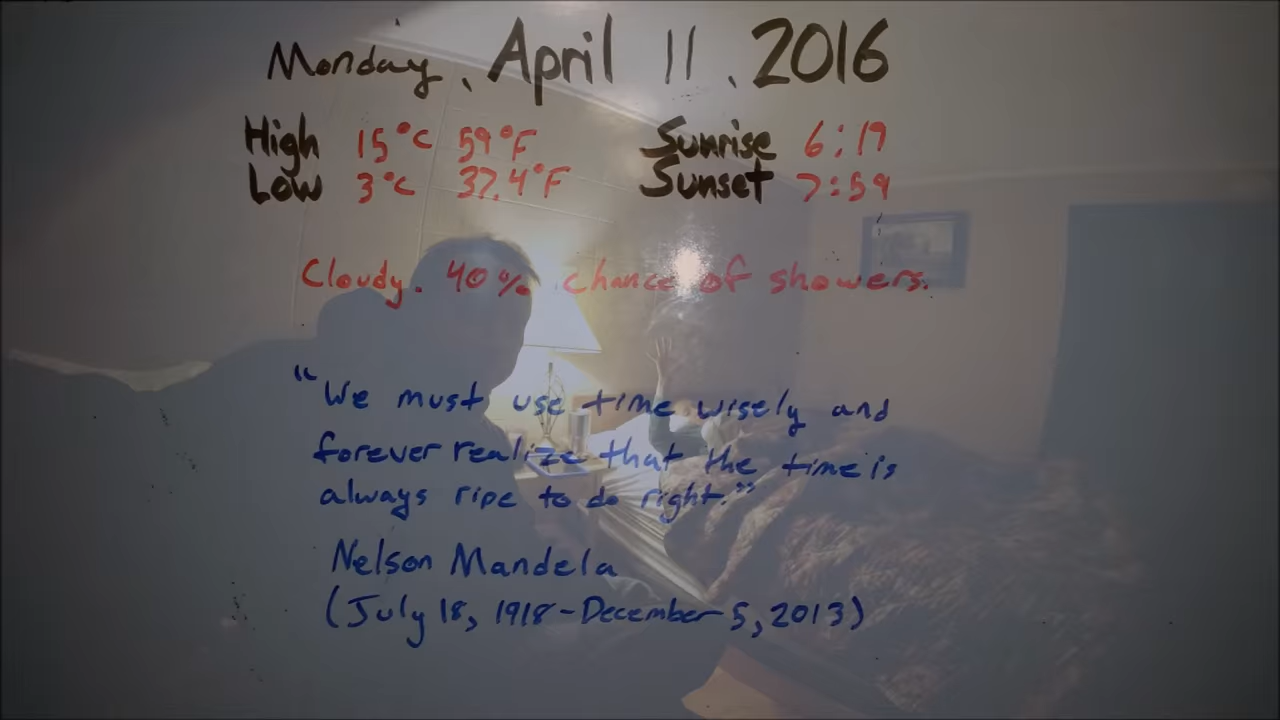 Monday, April 11, 2016
High 15°C 59°F Sunrise 6:19
Low 3°C 37.4°F Sunset 7:59
Cloudy. 40% chance of showers.
“We must use time wisely and
forever realize that the time is
always ripe to do right.”
Nelson Mandela
(July 18, 1918-December 5, 2013)